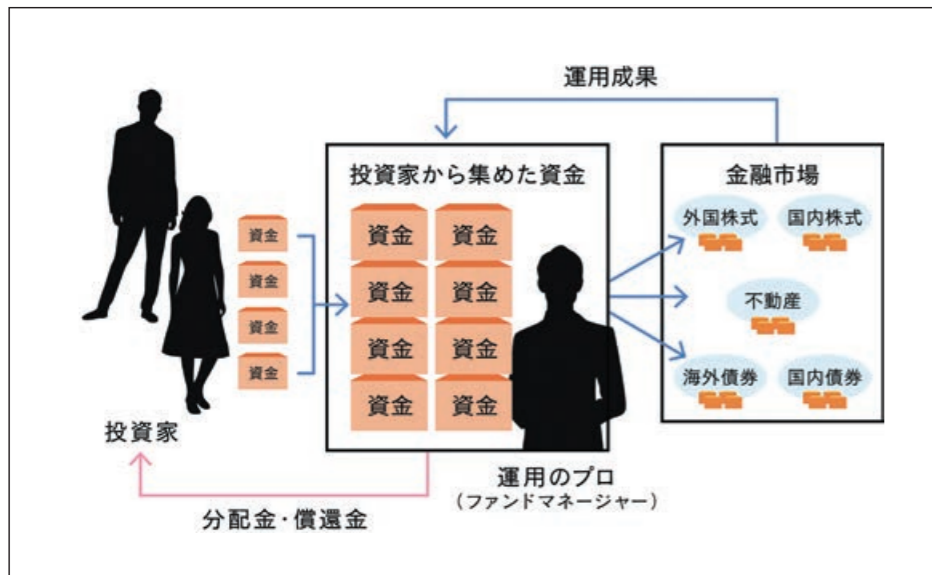 運用成果
投資家から集めた資金
金融市場
外国株式
国内株式
資金
資金
資金
資金
資金
資金
資金
資金
資金
資金
資金
資金
不動産
海外債券
国内債券
投資家
運用のプロ
(ファンドマネージャー)
分配金・償還金